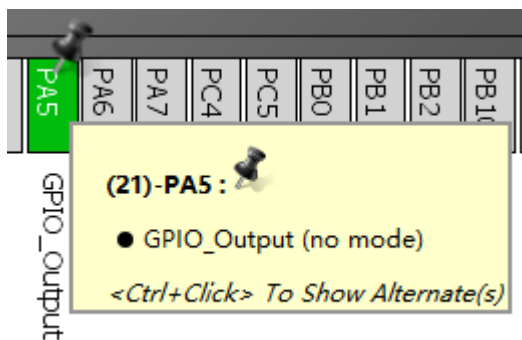 PA5
PA6
PA7
PC4
PC5
PB0
PB1
PB2
PB10
GPIO_Output
(21)-PA5 :
● GPIO_Output (no mode)
<Ctrl+Click> To Show Alternate(s)